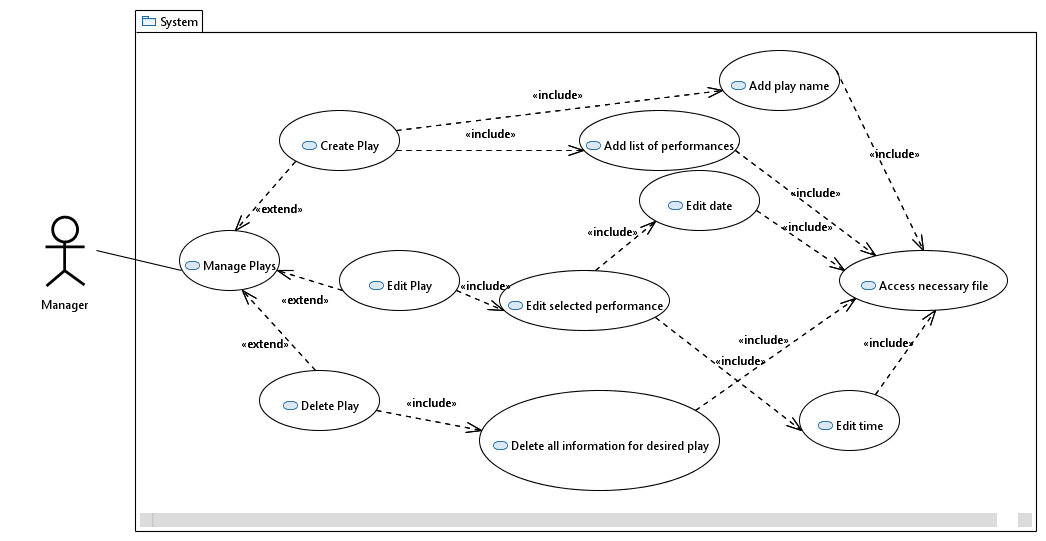 System
Add play name
«include»
«include»
Create Play
Add list of performances
«include»
«include»
«extend»
Edit date
«include»
«include»
Manage Plays
Edit Play
«include»
«extend»
Edit selected performance
Access necessary file
Manager
«extend»
«include»
«include»
«include»
Delete Play
«include»
Edit time
Delete all information for desired play